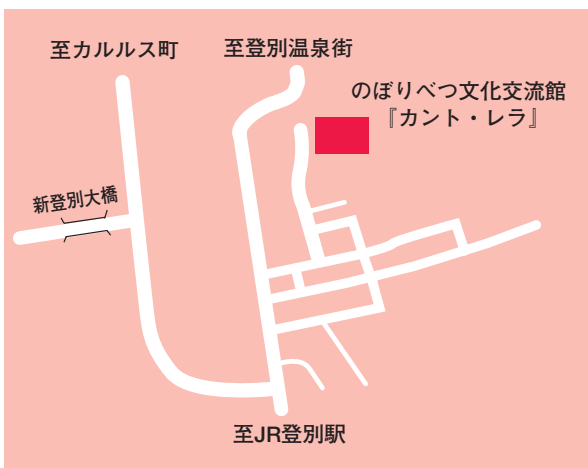 至カルルス町
至登別温泉街
のぼりべつ文化交流館
『カント・レラ』
新登別大橋
至JR登別駅